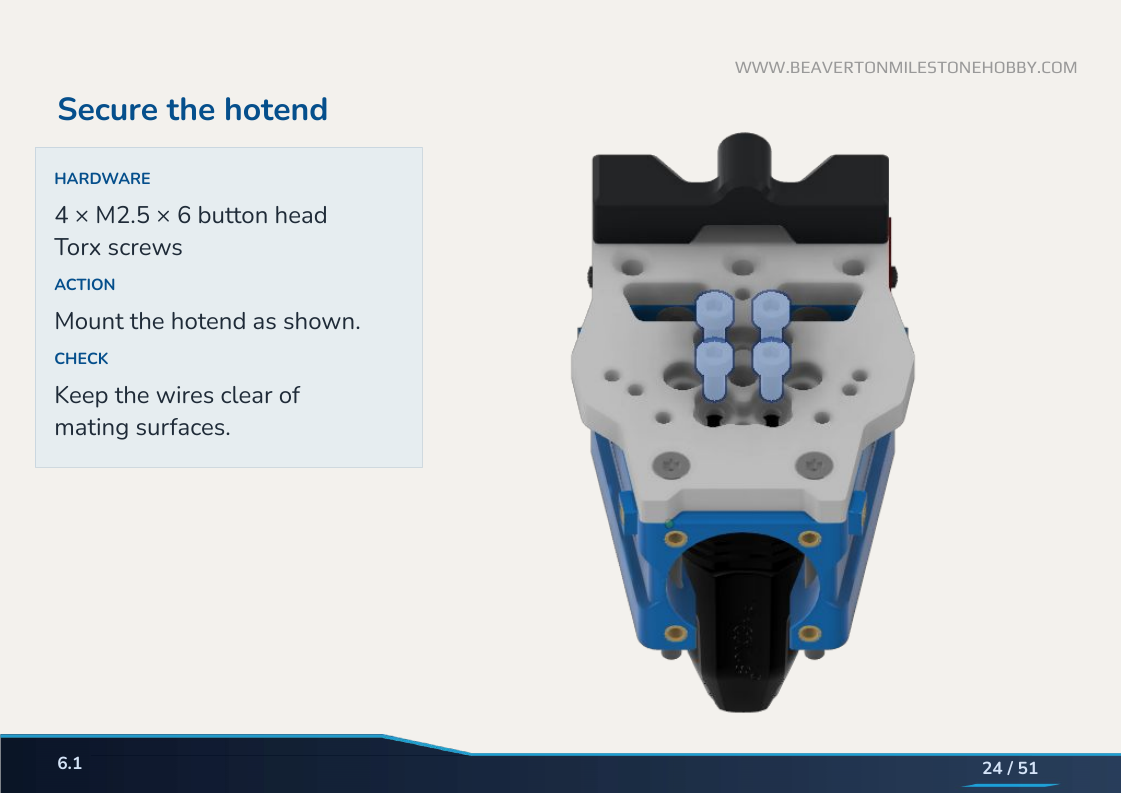 WWW.BEAVERTONMILESTONEHOBBY.COM
Secure the hotend
HARDWARE
4 × M2.5 × 6 button head
Torx screws
ACTION
Mount the hotend as shown.
CHECK
Keep the wires clear of
mating surfaces.
6.1
24 / 51